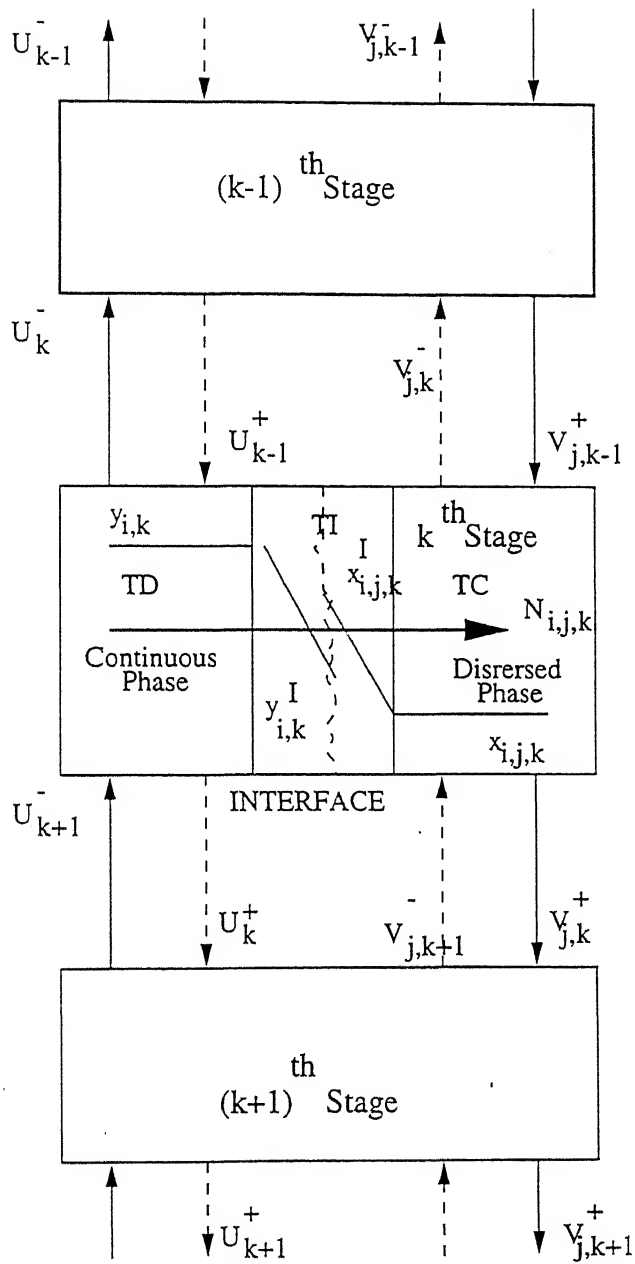 U⁻ₖ₋₁ V⁻ⱼ,ₖ₋₁
(k-1) th Stage
U⁻ₖ
V⁻ⱼ,ₖ
U⁺ₖ₋₁ V⁺ⱼ,ₖ₋₁
yᵢ,ₖ TI k th Stage
xᴵᵢ,ⱼ,ₖ
TD TC
Nᵢ,ⱼ,ₖ
Continuous Disrersed
Phase Phase
yᴵᵢ,ₖ
xᵢ,ⱼ,ₖ
INTERFACE
U⁻ₖ₊₁
U⁺ₖ V⁻ⱼ,ₖ₊₁ V⁺ⱼ,ₖ
(k+1) th Stage
U⁺ₖ₊₁ V⁺ⱼ,ₖ₊₁